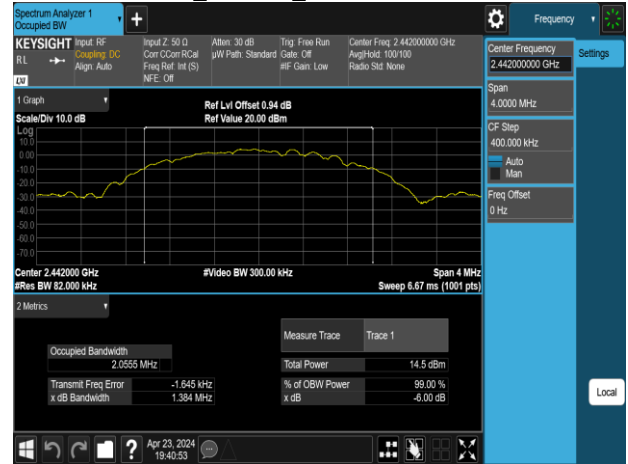 Spectrum Analyzer 1
Occupied BW
Frequency
KEYSIGHT
RL
LXI
Input: RF
Coupling: DC
Align: Auto
Input Z: 50 Ω
Corr CCorr RCal
Freq Ref: Int (S)
NFE: Off
Atten: 30 dB
µW Path: Standard
Trig: Free Run
Gate: Off
#IF Gain: Low
Center Freq: 2.442000000 GHz
Avg|Hold: 100/100
Radio Std: None
Center Frequency
2.442000000 GHz
Settings
Span
4.0000 MHz
CF Step
400.000 kHz
Auto
Man
Freq Offset
0 Hz
Local
1 Graph
Scale/Div 10.0 dB
Ref Lvl Offset 0.94 dB
Ref Value 20.00 dBm
Log
10.0
0.00
-10.0
-20.0
-30.0
-40.0
-50.0
-60.0
-70.0
Center 2.442000 GHz
#Video BW 300.00 kHz
Span 4 MHz
#Res BW 82.000 kHz
Sweep 6.67 ms (1001 pts)
2 Metrics
Measure Trace
Trace 1
Occupied Bandwidth
2.0555 MHz
Total Power
14.5 dBm
Transmit Freq Error
-1.645 kHz
% of OBW Power
99.00 %
x dB Bandwidth
1.384 MHz
x dB
-6.00 dB
?
Apr 23, 2024
19:40:53